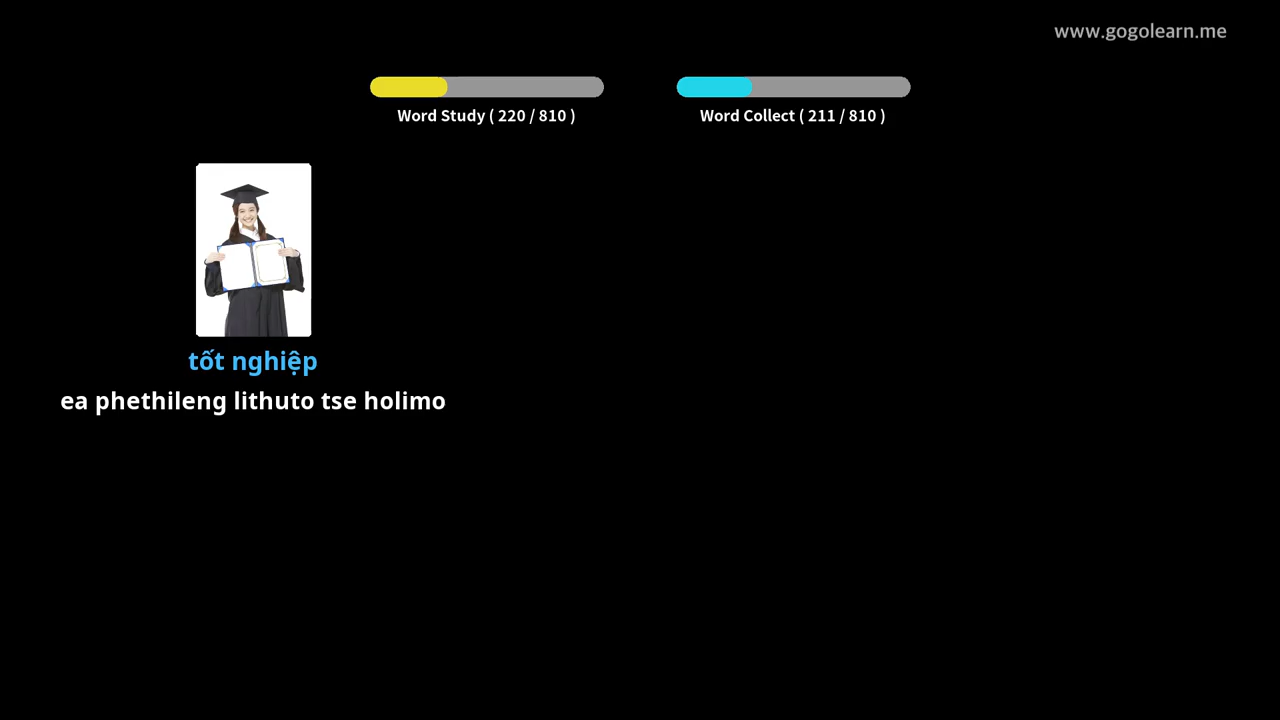 www.gogolearn.me
Word Study ( 220 / 810 )
Word Collect ( 211 / 810 )
tốt nghiệp
ea phethileng lithuto tse holimo